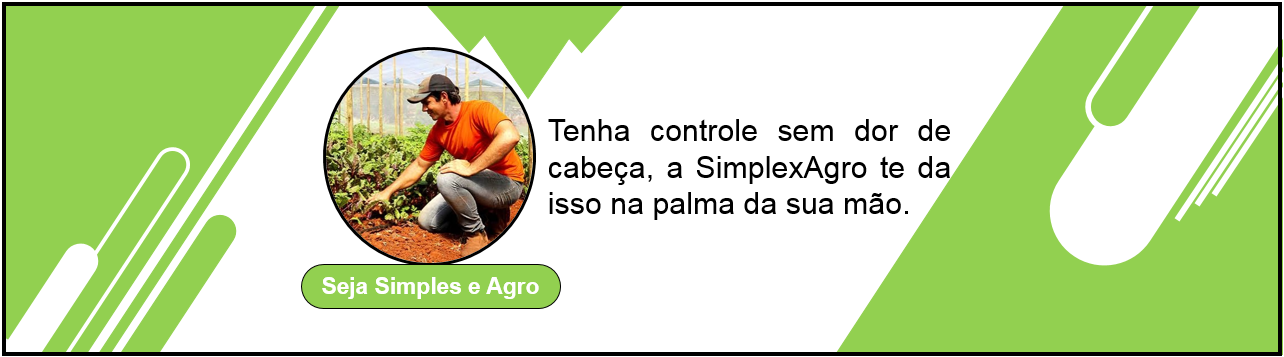 Tenha controle sem dor de
cabeça, a SimplexAgro te da
isso na palma da sua mão.
Seja Simples e Agro